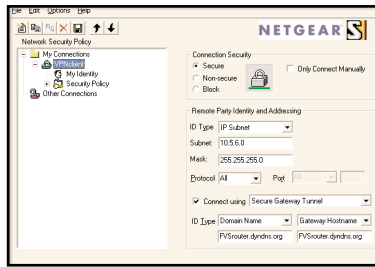 File Edit Options Help
NETGEAR
Network Security Policy
My Connections
VPNclient
My Identity
Security Policy
Other Connections
Connection Security
Secure
Non-secure
Block
Only Connect Manually
Remote Party Identity and Addressing
ID Type IP Subnet
Subnet: 10.5.6.0
Mask: 255.255.255.0
Protocol All Port All
Connect using Secure Gateway Tunnel
ID Type Domain Name Gateway Hostname
FVSrouter.dyndns.org FVSrouter.dyndns.org